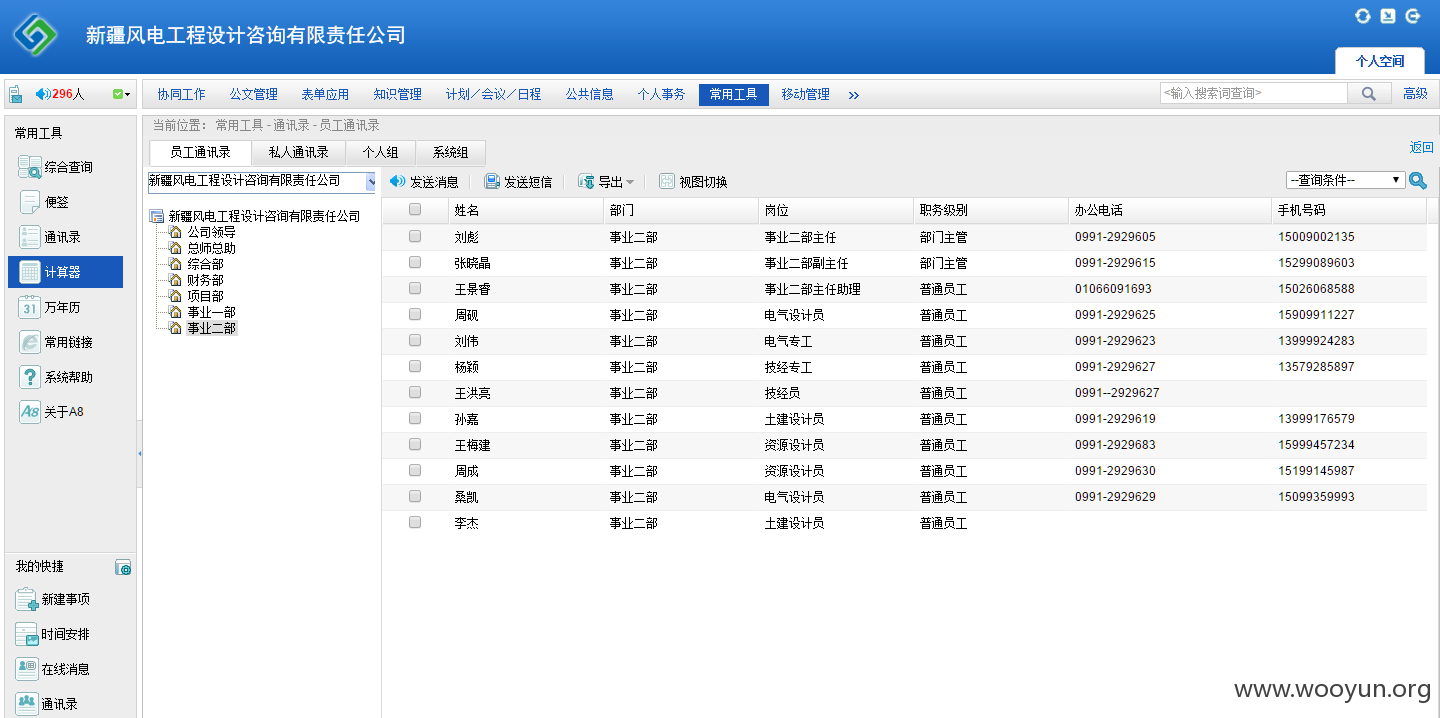 新疆风电工程设计咨询有限责任公司
个人空间
296人
协同工作 公文管理 表单应用 知识管理 计划／会议／日程 公共信息 个人事务 常用工具 移动管理 >> <输入搜索词查询> 高级
常用工具
综合查询
便签
通讯录
计算器
31 万年历
常用链接
系统帮助
A8 关于A8
我的快捷
新建事项
时间安排
在线消息
通讯录
当前位置： 常用工具 - 通讯录 - 员工通讯录
员工通讯录 私人通讯录 个人组 系统组 返回
新疆风电工程设计咨询有限责任公司
新疆风电工程设计咨询有限责任公司
公司领导
总师总助
综合部
财务部
项目部
事业一部
事业二部
发送消息 发送短信 导出 视图切换 --查询条件--
姓名 部门 岗位 职务级别 办公电话 手机号码
刘彪 事业二部 事业二部主任 部门主管 0991-2929605 15009002135
张晓晶 事业二部 事业二部副主任 部门主管 0991-2929615 15299089603
王景睿 事业二部 事业二部主任助理 普通员工 01066091693 15026068588
周砚 事业二部 电气设计员 普通员工 0991-2929625 15909911227
刘伟 事业二部 电气专工 普通员工 0991-2929623 13999924283
杨颖 事业二部 技经专工 普通员工 0991-2929627 13579285897
王洪亮 事业二部 技经员 普通员工 0991--2929627
孙嘉 事业二部 土建设计员 普通员工 0991-2929619 13999176579
王梅建 事业二部 资源设计员 普通员工 0991-2929683 15999457234
周成 事业二部 资源设计员 普通员工 0991-2929630 15199145987
桑凯 事业二部 电气设计员 普通员工 0991-2929629 15099359993
李杰 事业二部 土建设计员 普通员工
www.wooyun.org